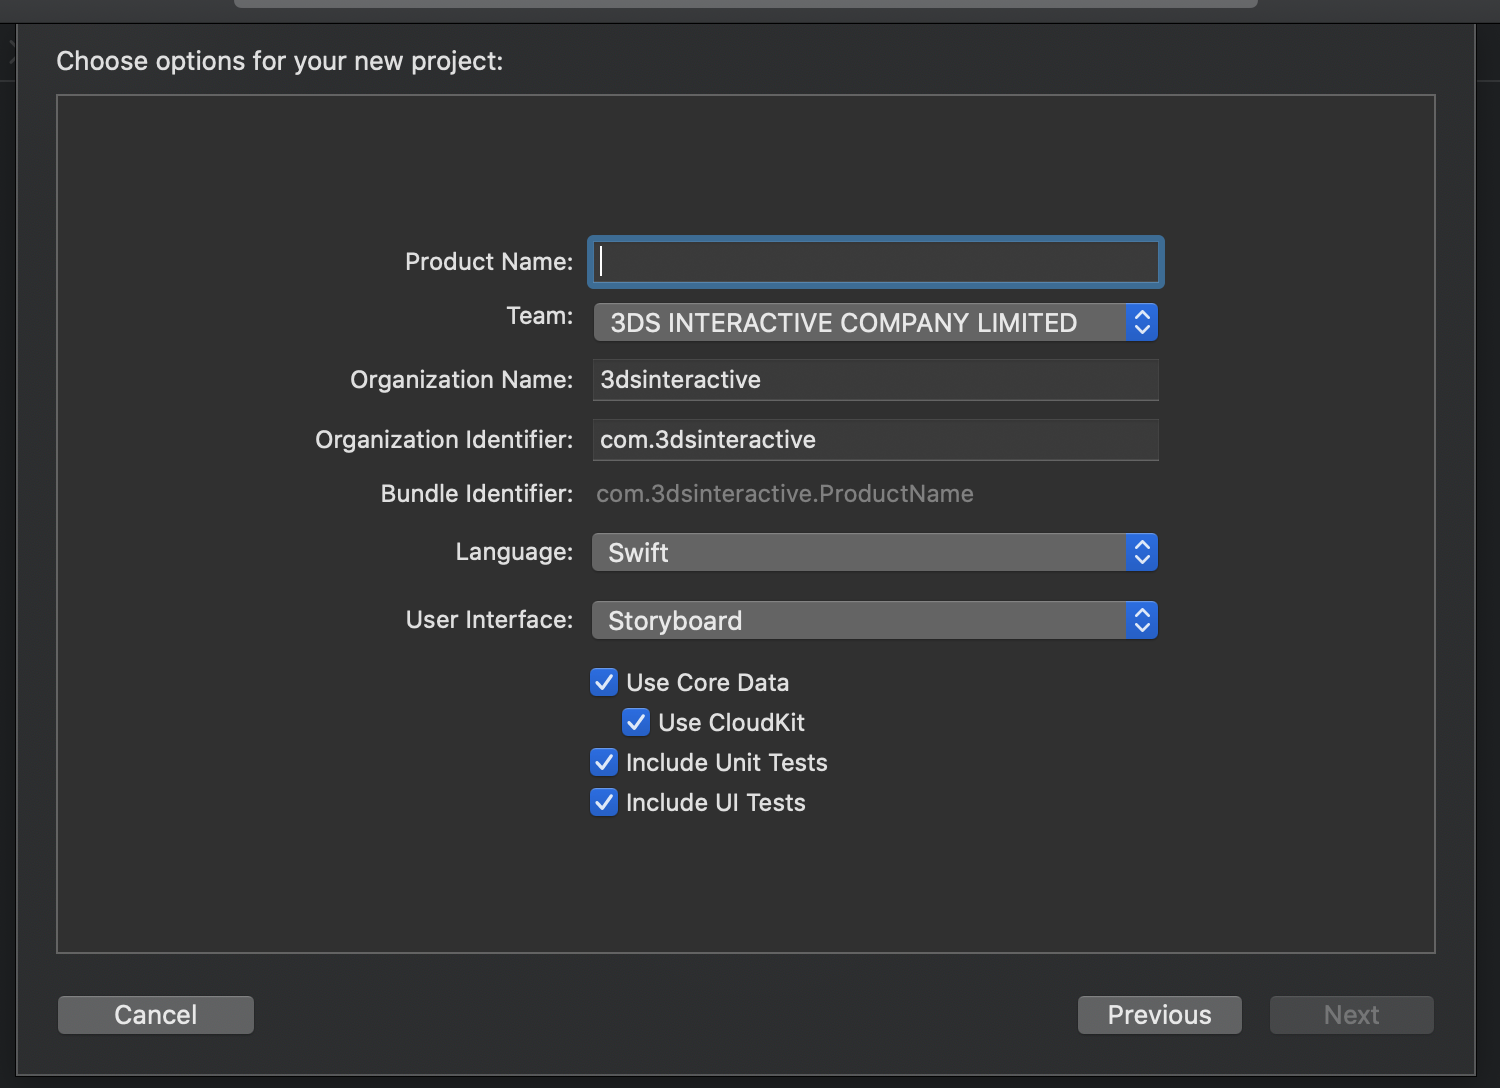 Choose options for your new project:
Product Name:
Team: 3DS INTERACTIVE COMPANY LIMITED
Organization Name: 3dsinteractive
Organization Identifier: com.3dsinteractive
Bundle Identifier: com.3dsinteractive.ProductName
Language: Swift
User Interface: Storyboard
Use Core Data
Use CloudKit
Include Unit Tests
Include UI Tests
Cancel Previous Next